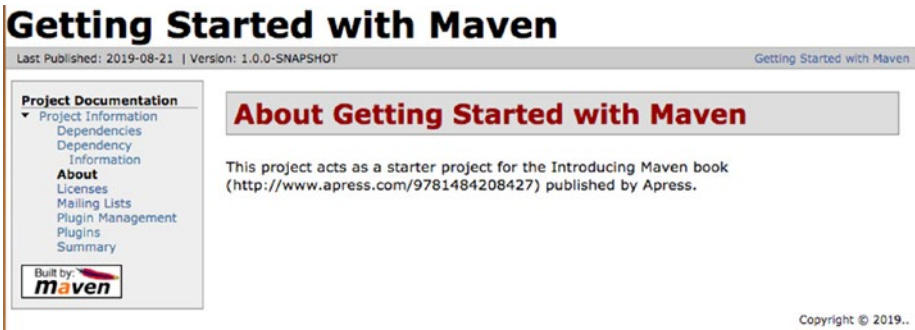 Getting Started with Maven
Last Published: 2019-08-21 | Version: 1.0.0-SNAPSHOT
Getting Started with Maven
Project Documentation
Project Information
Dependencies
Dependency
Information
About
Licenses
Mailing Lists
Plugin Management
Plugins
Summary
Built by:
maven
About Getting Started with Maven
This project acts as a starter project for the Introducing Maven book
(http://www.apress.com/9781484208427) published by Apress.
Copyright © 2019..